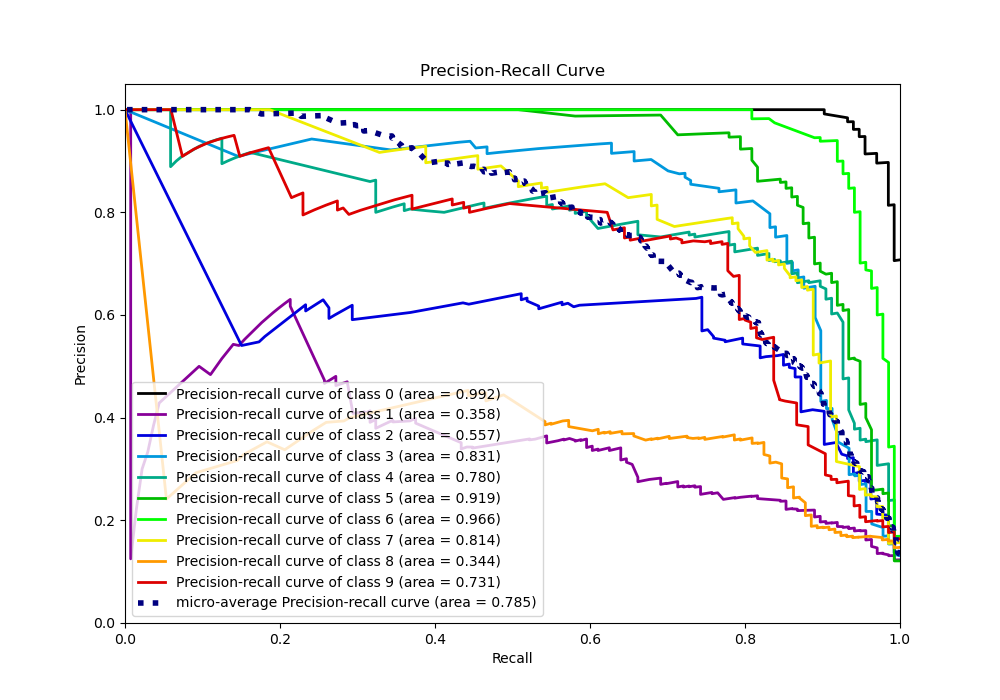 Precision-Recall Curve
Precision
1.0
0.8
0.6
0.4
0.2
0.0
Precision-recall curve of class 0 (area = 0.992)
Precision-recall curve of class 1 (area = 0.358)
Precision-recall curve of class 2 (area = 0.557)
Precision-recall curve of class 3 (area = 0.831)
Precision-recall curve of class 4 (area = 0.780)
Precision-recall curve of class 5 (area = 0.919)
Precision-recall curve of class 6 (area = 0.966)
Precision-recall curve of class 7 (area = 0.814)
Precision-recall curve of class 8 (area = 0.344)
Precision-recall curve of class 9 (area = 0.731)
micro-average Precision-recall curve (area = 0.785)
0.0 0.2 0.4 0.6 0.8 1.0
Recall